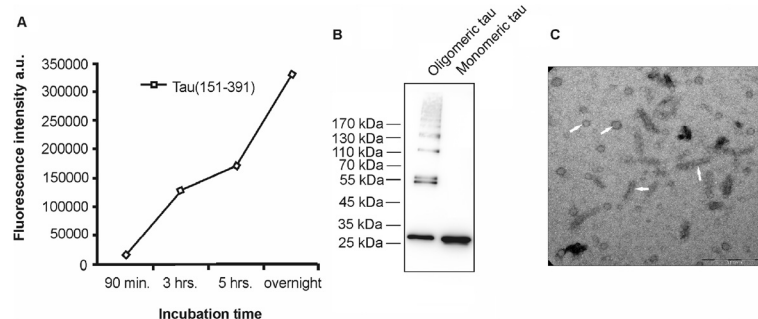 A
Fluorescence intensity a.u.
350000
300000
250000
200000
150000
100000
50000
0
Tau(151-391)
90 min.
3 hrs.
5 hrs.
overnight
Incubation time
B
Oligomeric tau
Monomeric tau
170 kDa
130 kDa
110 kDa
70 kDa
55 kDa
45 kDa
35 kDa
25 kDa
C